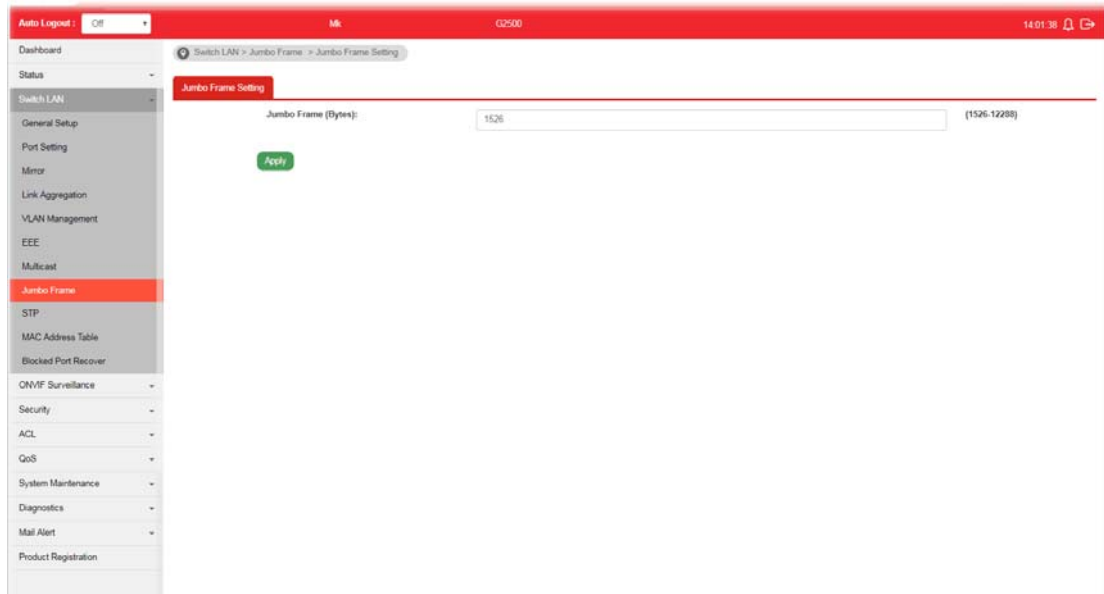 Auto Logout : Off Mk G2500 14:01:38
Dashboard
Status
Switch LAN
General Setup
Port Setting
Mirror
Link Aggregation
VLAN Management
EEE
Multicast
Jumbo Frame
STP
MAC Address Table
Blocked Port Recover
ONVIF Surveillance
Security
ACL
QoS
System Maintenance
Diagnostics
Mail Alert
Product Registration
Switch LAN > Jumbo Frame > Jumbo Frame Setting
Jumbo Frame Setting
Jumbo Frame (Bytes): 1526 (1526-12288)
Apply